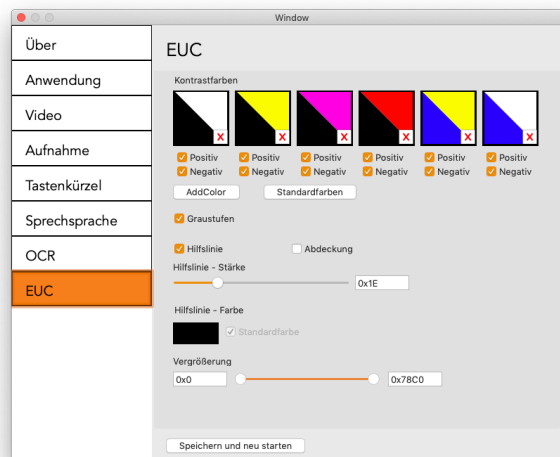 Window
Über
Anwendung
Video
Aufnahme
Tastenkürzel
Sprechsprache
OCR
EUC
EUC
Kontrastfarben
X X X X X X
Positiv Positiv Positiv Positiv Positiv Positiv
Negativ Negativ Negativ Negativ Negativ Negativ
AddColor Standardfarben
Graustufen
Hilfslinie Abdeckung
Hilfslinie - Stärke
0x1E
Hilfslinie - Farbe
Standardfarbe
Vergrößerung
0x0 0x78C0
Speichern und neu starten